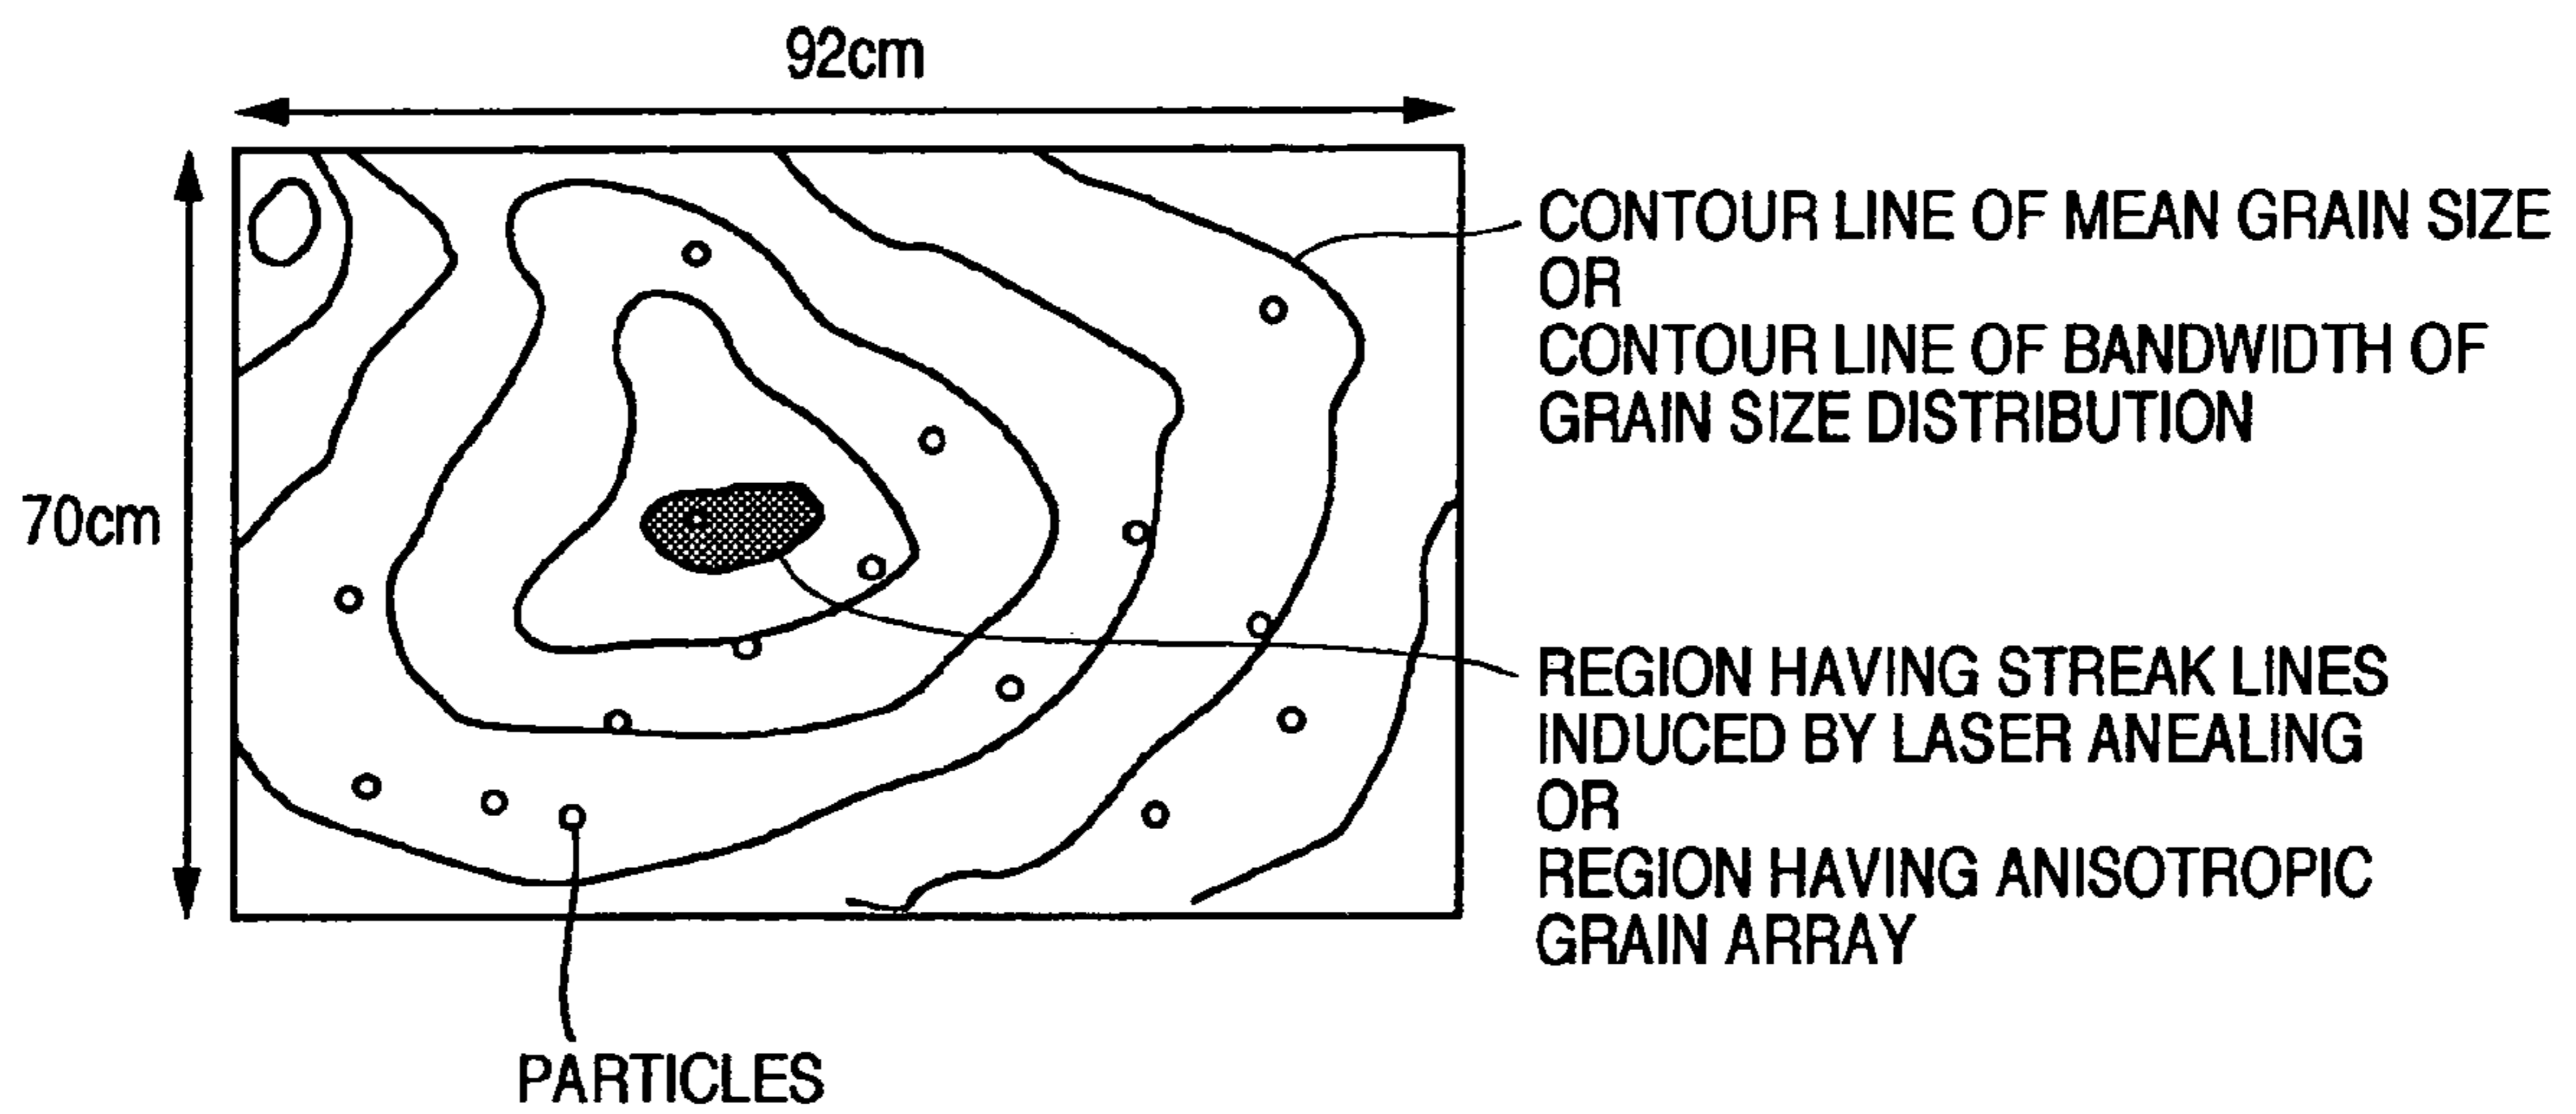 92cm
70cm
CONTOUR LINE OF MEAN GRAIN SIZE
OR
CONTOUR LINE OF BANDWIDTH OF
GRAIN SIZE DISTRIBUTION
REGION HAVING STREAK LINES
INDUCED BY LASER ANEALING
OR
REGION HAVING ANISOTROPIC
GRAIN ARRAY
PARTICLES